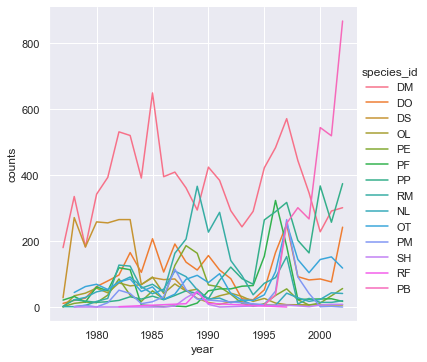 800
600
400
200
0
counts
1980
1985
1990
1995
2000
year
species_id
DM
DO
DS
OL
PE
PF
PP
RM
NL
OT
PM
SH
RF
PB